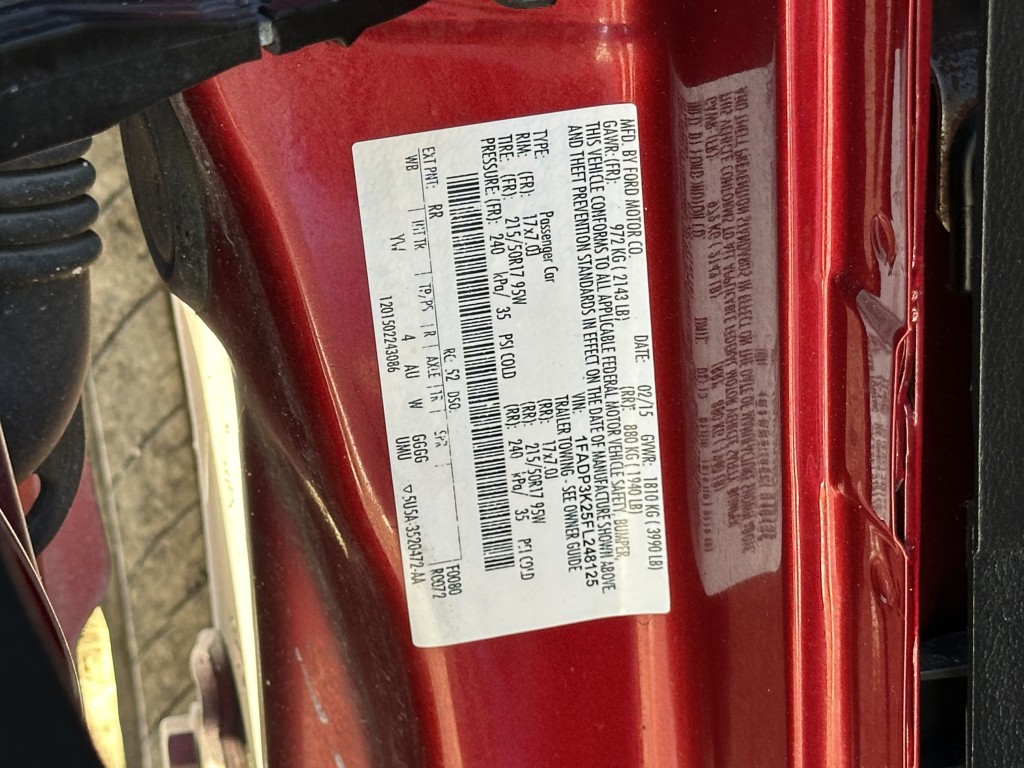 MFD. BY FORD MOTOR CO.
DATE: 02/15 GVWR: 1810 KG ( 3990 LB)
GAWR: (FR): 972 KG ( 2143 LB) (RR): 880 KG ( 1940 LB)
THIS VEHICLE CONFORMS TO ALL APPLICABLE FEDERAL MOTOR VEHICLE SAFETY, BUMPER,
AND THEFT PREVENTION STANDARDS IN EFFECT ON THE DATE OF MANUFACTURE SHOWN ABOVE.
VIN: 1FADP3K25FL248125
TYPE: Passenger Car TRAILER TOWING - SEE OWNER GUIDE
RIM: (FR): 17x7.0J (RR): 17x7.0J
TIRE: (FR): 215/50R17 95W (RR): 215/50R17 95W
PRESSURE: (FR): 240 kPa/ 35 PSI COLD (RR): 240 kPa/ 35 PSI COLD
EXT PNT: RR RC: 52 DSO: F0080
WB INT TR TP/PS R AXLE TR SPR R0072
YW 4 AU W GGGG UMU
1201502243086 ▽5U5A-3520472-AA